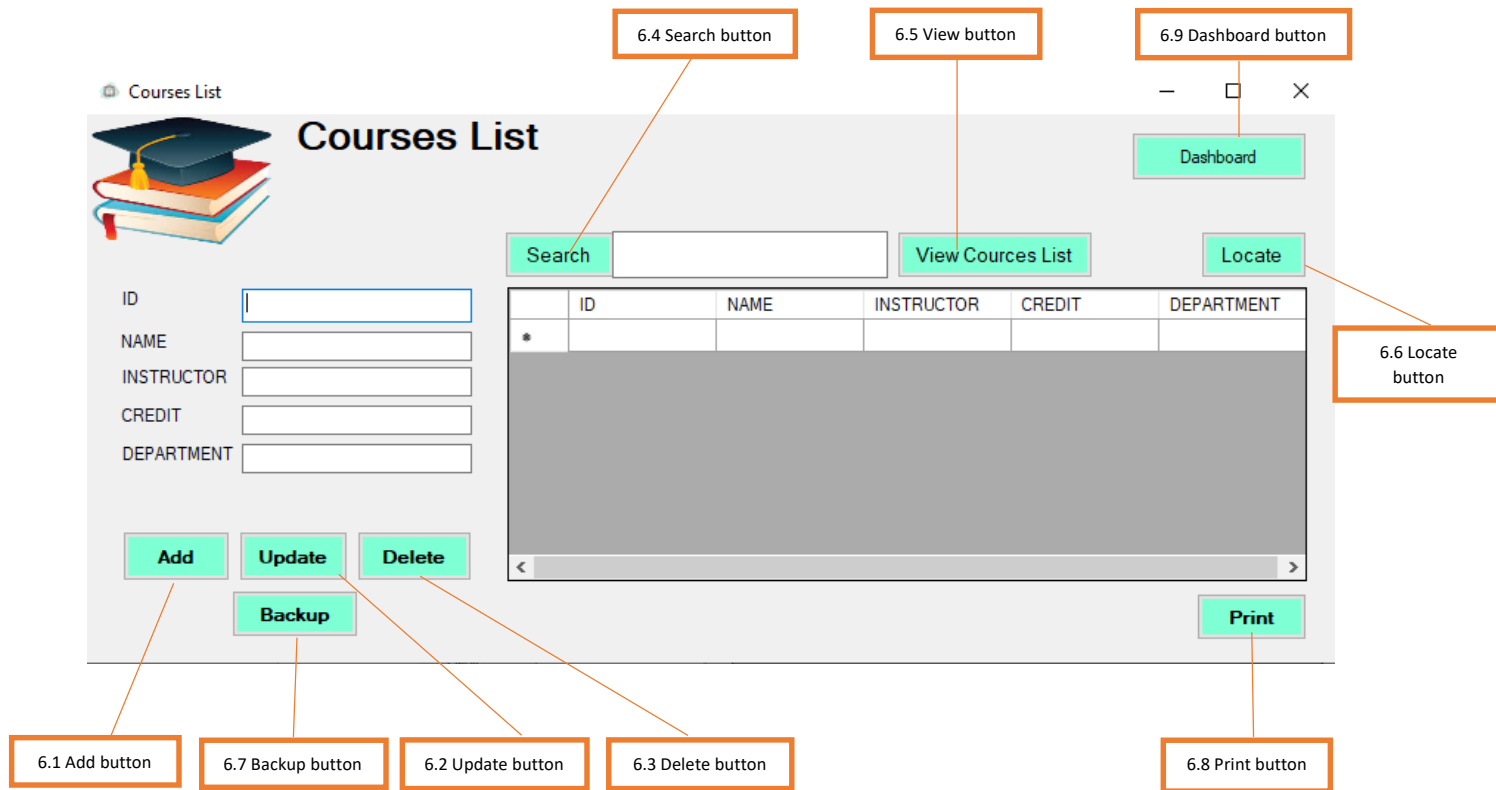 6.4 Search button
6.5 View button
6.9 Dashboard button
Courses List
Courses List
Dashboard
Search
View Cources List
Locate
ID
NAME
INSTRUCTOR
CREDIT
DEPARTMENT
ID NAME INSTRUCTOR CREDIT DEPARTMENT
6.6 Locate
button
Add Update Delete
Backup
Print
6.1 Add button
6.7 Backup button
6.2 Update button
6.3 Delete button
6.8 Print button